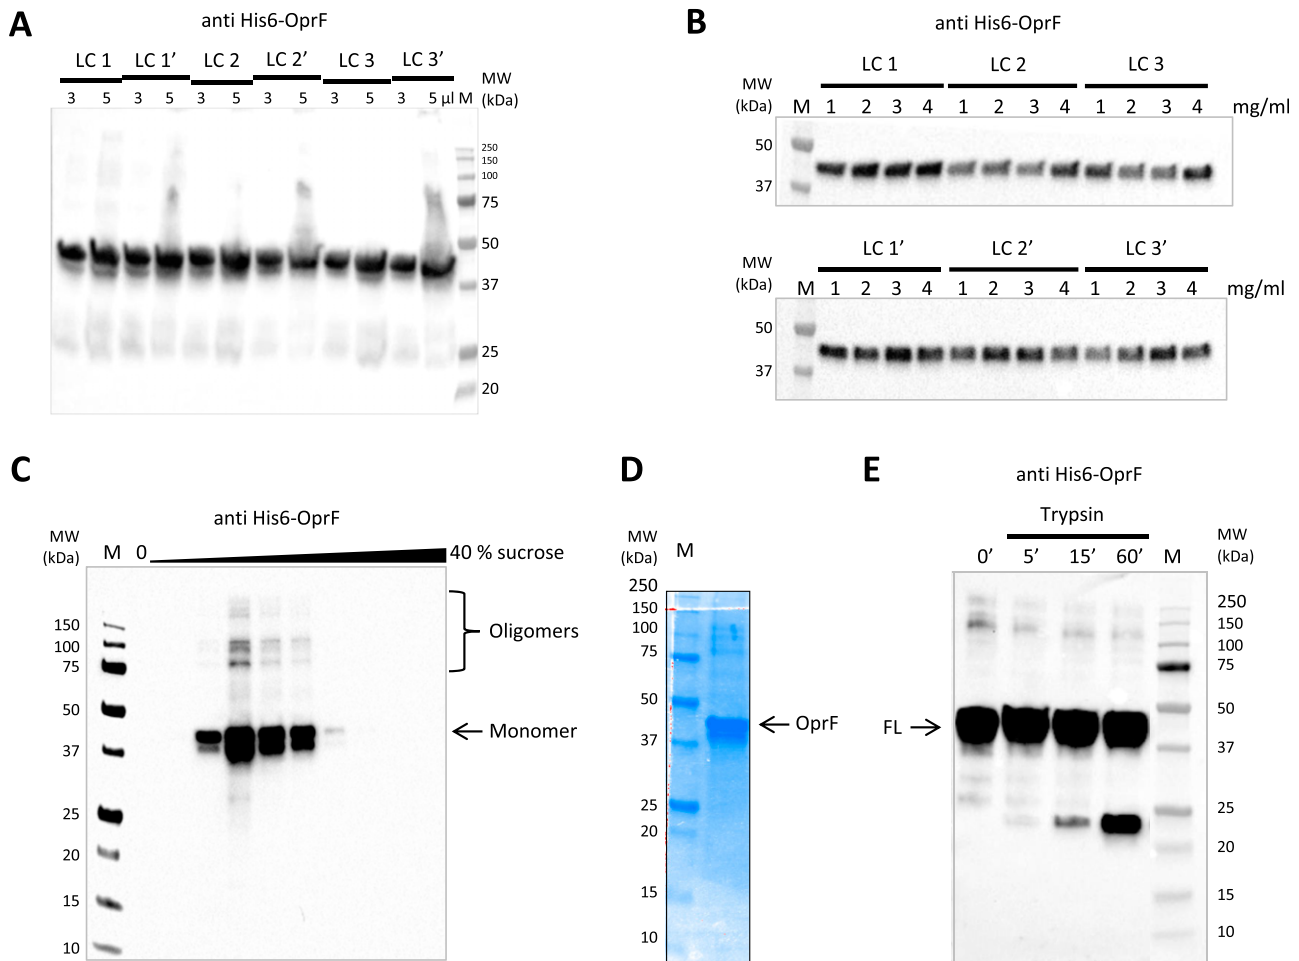 A
anti His6-OprF
LC 1 LC 1’ LC 2 LC 2’ LC 3 LC 3’
MW
(kDa)
3 5 3 5 3 5 3 5 3 5 3 5 µl M
250
150
100
75
50
37
25
20
B
anti His6-OprF
LC 1 LC 2 LC 3
MW
(kDa)
M 1 2 3 4 1 2 3 4 1 2 3 4 mg/ml
50
37
LC 1’ LC 2’ LC 3’
MW
(kDa)
M 1 2 3 4 1 2 3 4 1 2 3 4 mg/ml
50
37
C
anti His6-OprF
MW
(kDa)
M 0 40 % sucrose
150
100
75
50
37
25
20
15
10
Oligomers
Monomer
D
MW
(kDa)
M
250
150
100
75
50
37
25
20
15
10
OprF
E
anti His6-OprF
Trypsin
0’ 5’ 15’ 60’ M
MW
(kDa)
FL
250
150
100
75
50
37
25
20
15
10